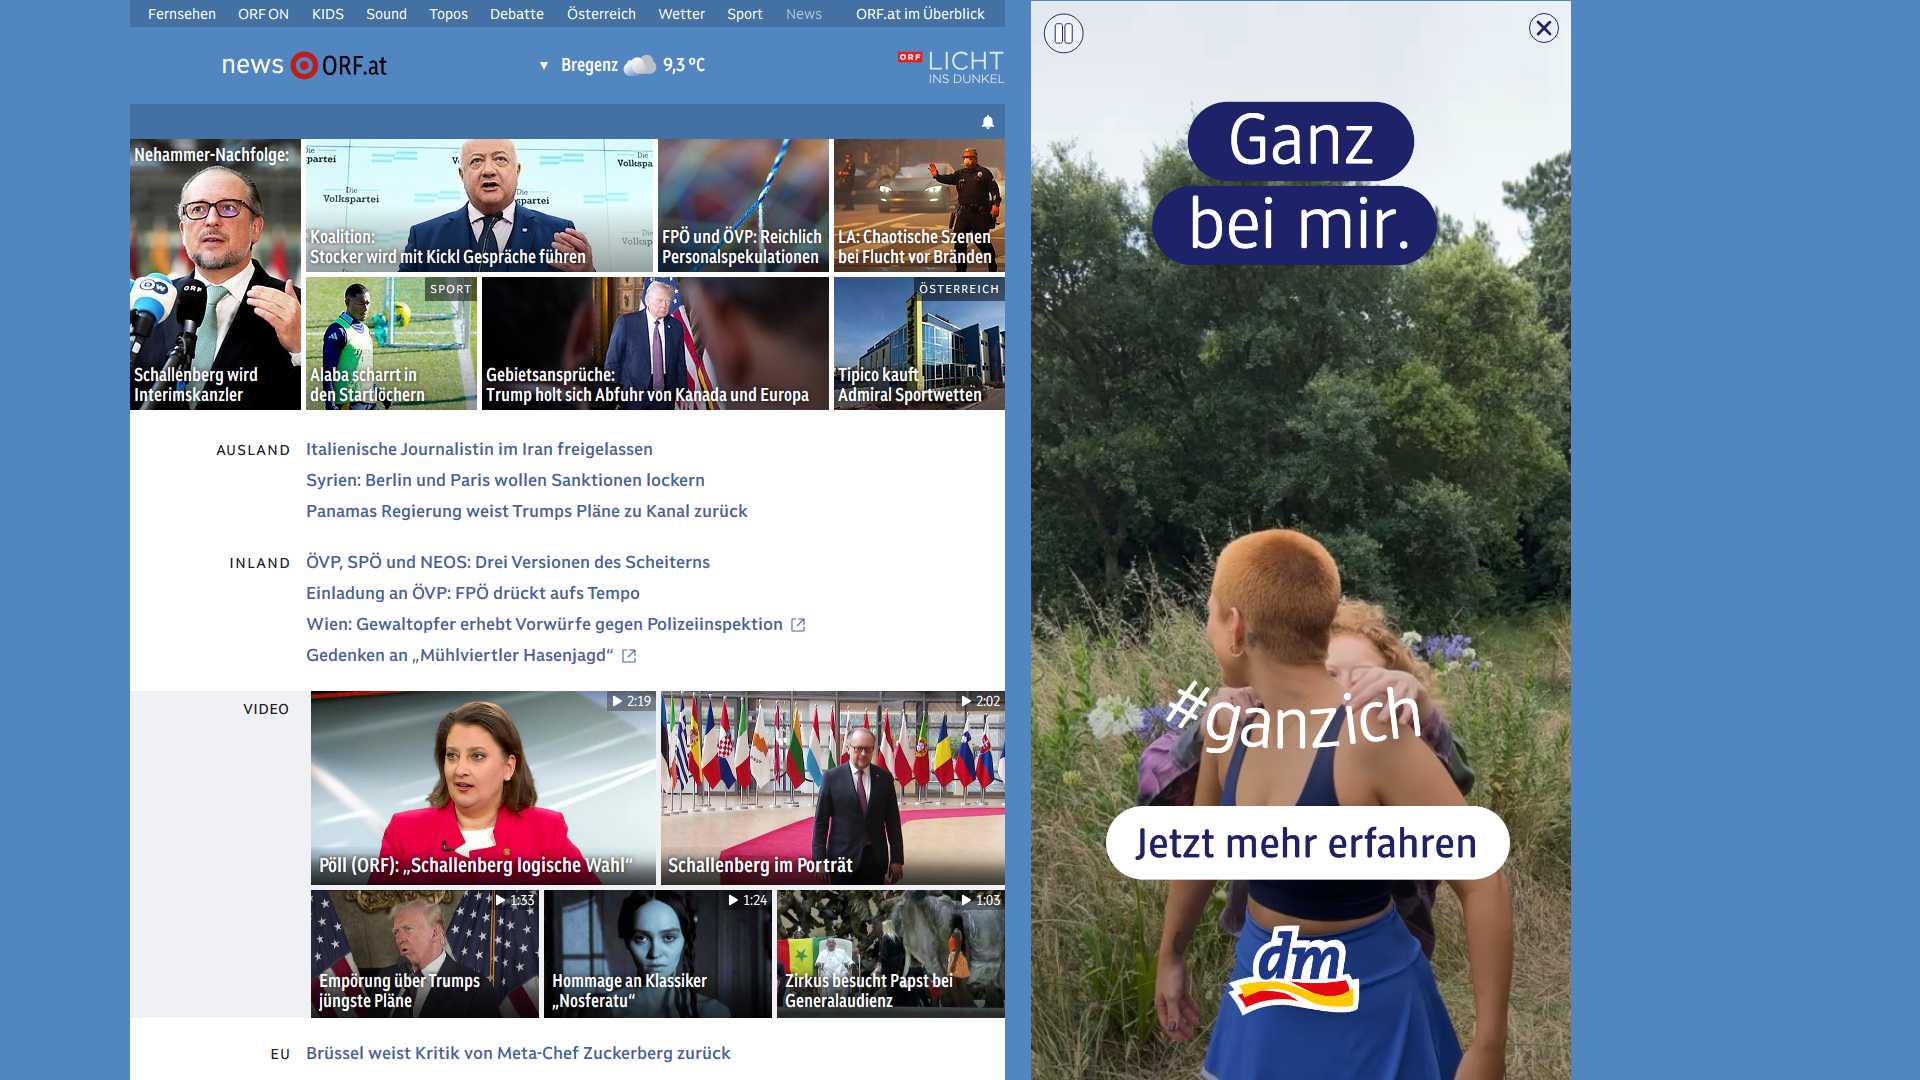 Fernsehen ORF ON KIDS Sound Topos Debatte Österreich Wetter Sport News ORF.at im Überblick
news ORF.at
Bregenz 9,3 °C
ORF LICHT
INS DUNKEL
Nehammer-Nachfolge:
Schallenberg wird
Interimskanzler
Die
Volkspartei
Koalition:
Stocker wird mit Kickl Gespräche führen
FPÖ und ÖVP: Reichlich
Personalspekulationen
LA: Chaotische Szenen
bei Flucht vor Bränden
SPORT
Alaba scharrt in
den Startlöchern
Gebietsansprüche:
Trump holt sich Abfuhr von Kanada und Europa
ÖSTERREICH
Tipico kauft
Admiral Sportwetten
AUSLAND
Italienische Journalistin im Iran freigelassen
Syrien: Berlin und Paris wollen Sanktionen lockern
Panamas Regierung weist Trumps Pläne zu Kanal zurück
INLAND
ÖVP, SPÖ und NEOS: Drei Versionen des Scheiterns
Einladung an ÖVP: FPÖ drückt aufs Tempo
Wien: Gewaltopfer erhebt Vorwürfe gegen Polizeiinspektion
Gedenken an „Mühlviertler Hasenjagd“
VIDEO
2:19
Pöll (ORF): „Schallenberg logische Wahl“
2:02
Schallenberg im Porträt
1:33
Empörung über Trumps
jüngste Pläne
1:24
Hommage an Klassiker
„Nosferatu“
1:03
Zirkus besucht Papst bei
Generalaudienz
EU
Brüssel weist Kritik von Meta-Chef Zuckerberg zurück
Ganz
bei mir.
#ganzich
Jetzt mehr erfahren
dm